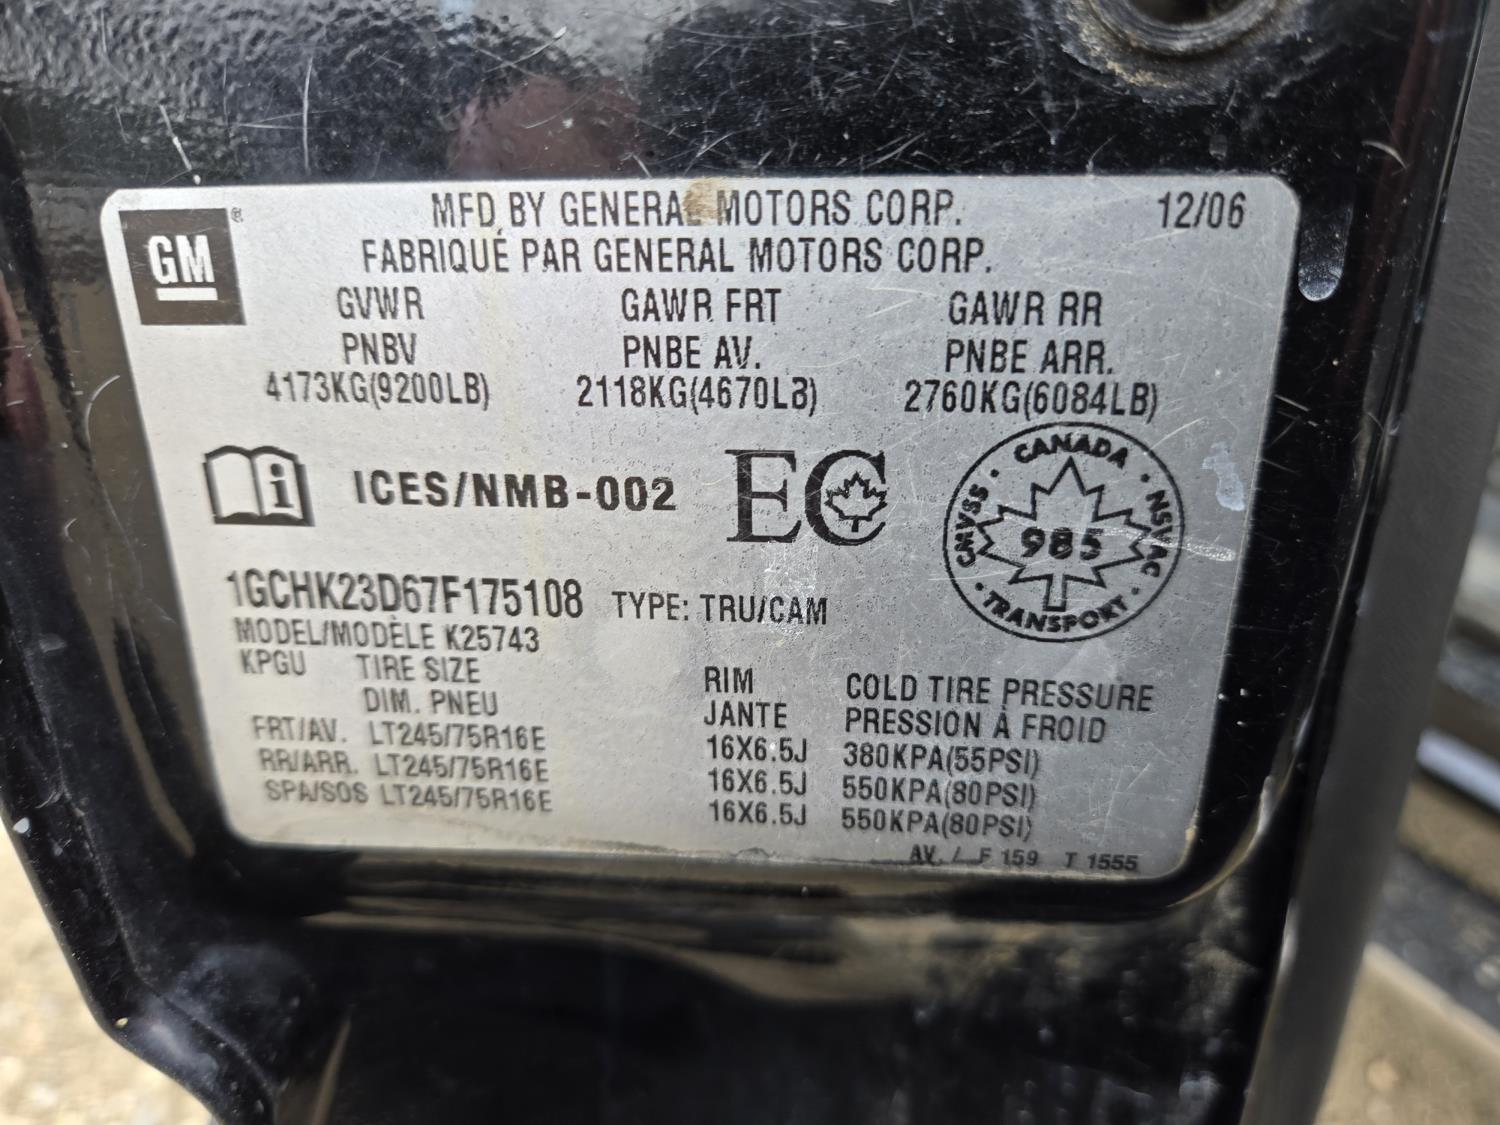 GM ®
MFD BY GENERAL MOTORS CORP. 12/06
FABRIQUÉ PAR GENERAL MOTORS CORP.
GVWR GAWR FRT GAWR RR
PNBV PNBE AV. PNBE ARR.
4173KG(9200LB) 2118KG(4670LB) 2760KG(6084LB)
i ICES/NMB-002 EC
CANADA
CMVSS 985 NSVAC
TRANSPORT
1GCHK23D67F175108 TYPE: TRU/CAM
MODEL/MODÈLE K25743
KPGU TIRE SIZE RIM COLD TIRE PRESSURE
DIM. PNEU JANTE PRESSION À FROID
FRT/AV. LT245/75R16E 16X6.5J 380KPA(55PSI)
RR/ARR. LT245/75R16E 16X6.5J 550KPA(80PSI)
SPA/SOS LT245/75R16E 16X6.5J 550KPA(80PSI)
AV. / F 159 T 1555